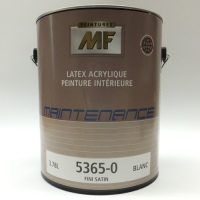 PEINTURES
MF
LATEX ACRYLIQUE
PEINTURE INTÉRIEURE
MAINTENANCE
3.78L
5365-0
BLANC
FINI SATIN